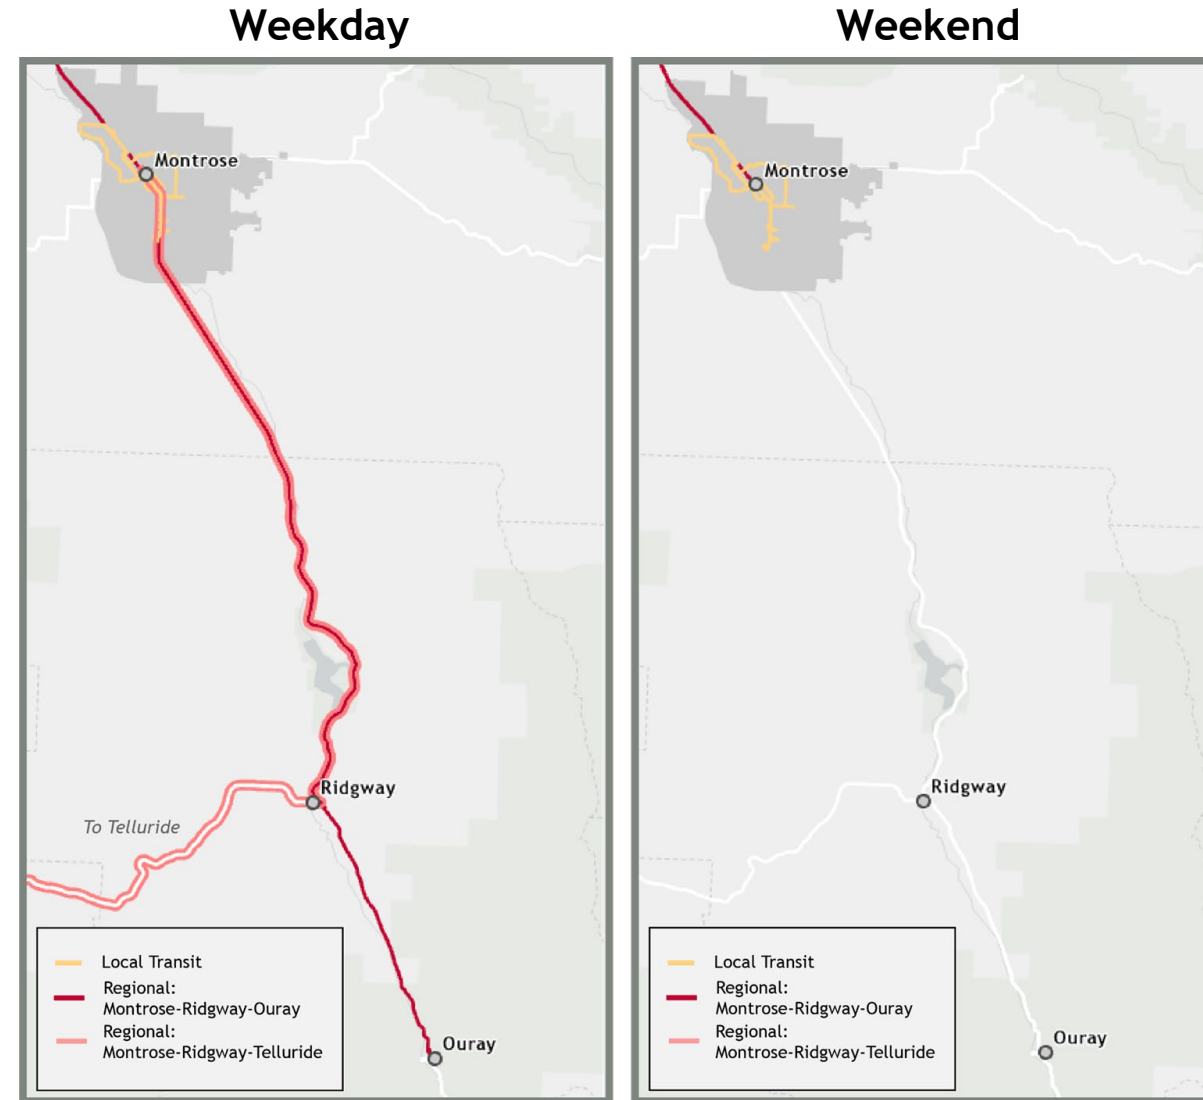 Weekday
Montrose
Ridgway
To Telluride
Local Transit
Regional:
Montrose-Ridgway-Ouray
Regional:
Montrose-Ridgway-Telluride
Ouray
Weekend
Montrose
Ridgway
Local Transit
Regional:
Montrose-Ridgway-Ouray
Regional:
Montrose-Ridgway-Telluride
Ouray